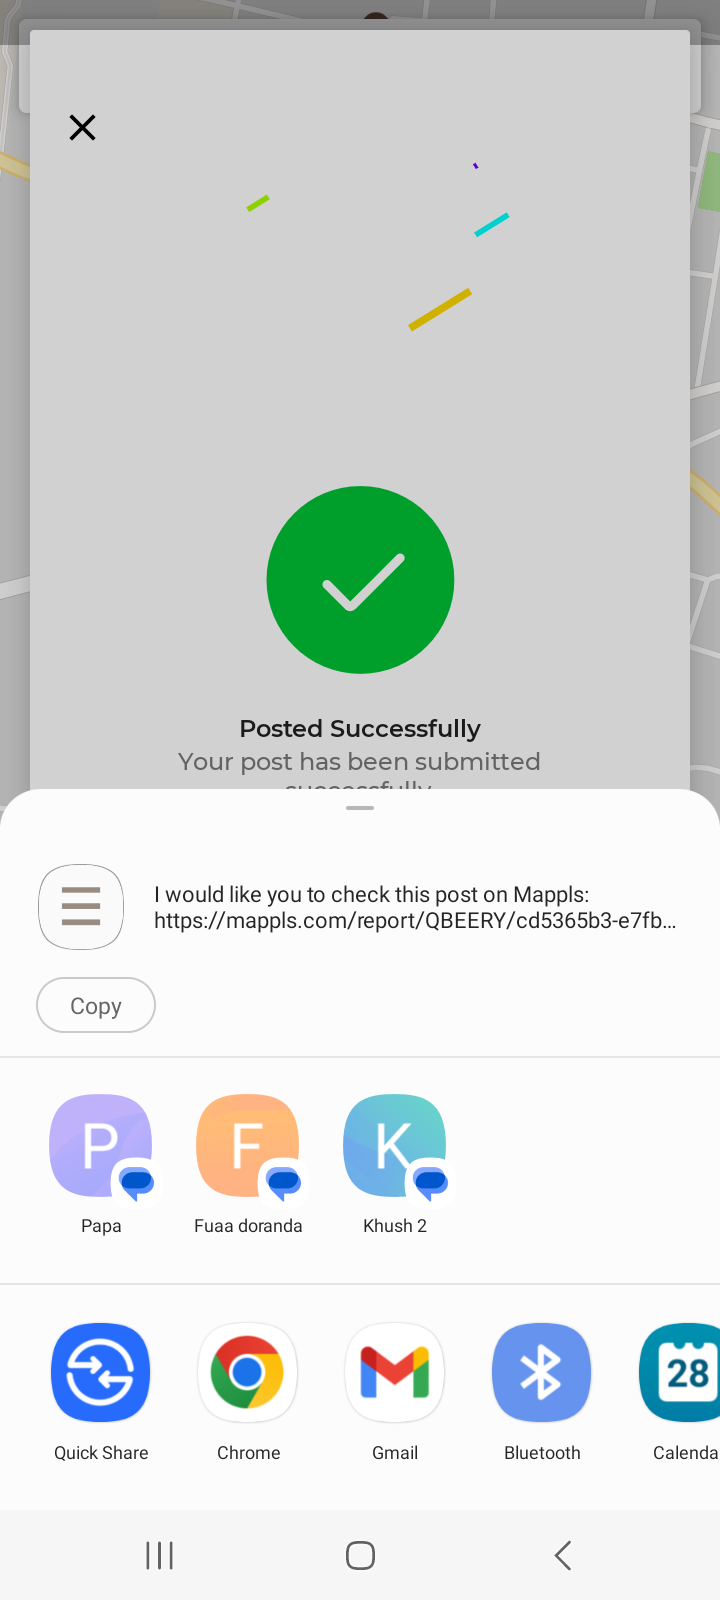 Posted Successfully
Your post has been submitted
successfully
I would like you to check this post on Mappls:
https://mappls.com/report/QBEERY/cd5365b3-e7fb...
Copy
P
F
K
Papa
Fuaa doranda
Khush 2
28
Quick Share
Chrome
Gmail
Bluetooth
Calenda